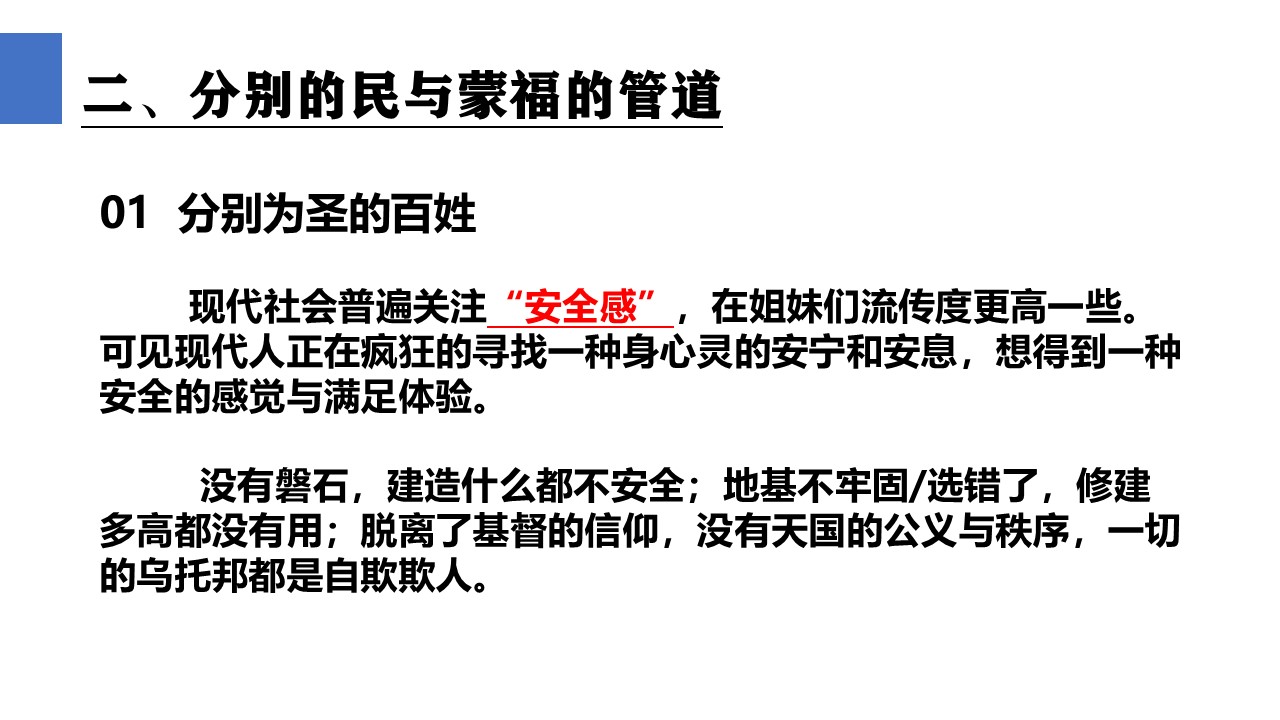 二、分别的民与蒙福的管道
01 分别为圣的百姓
现代社会普遍关注“安全感”，在姐妹们流传度更高一些。
可见现代人正在疯狂的寻找一种身心灵的安宁和安息，想得到一种
安全的感觉与满足体验。
没有磐石，建造什么都不安全；地基不牢固/选错了，修建
多高都没有用；脱离了基督的信仰，没有天国的公义与秩序，一切
的乌托邦都是自欺欺人。